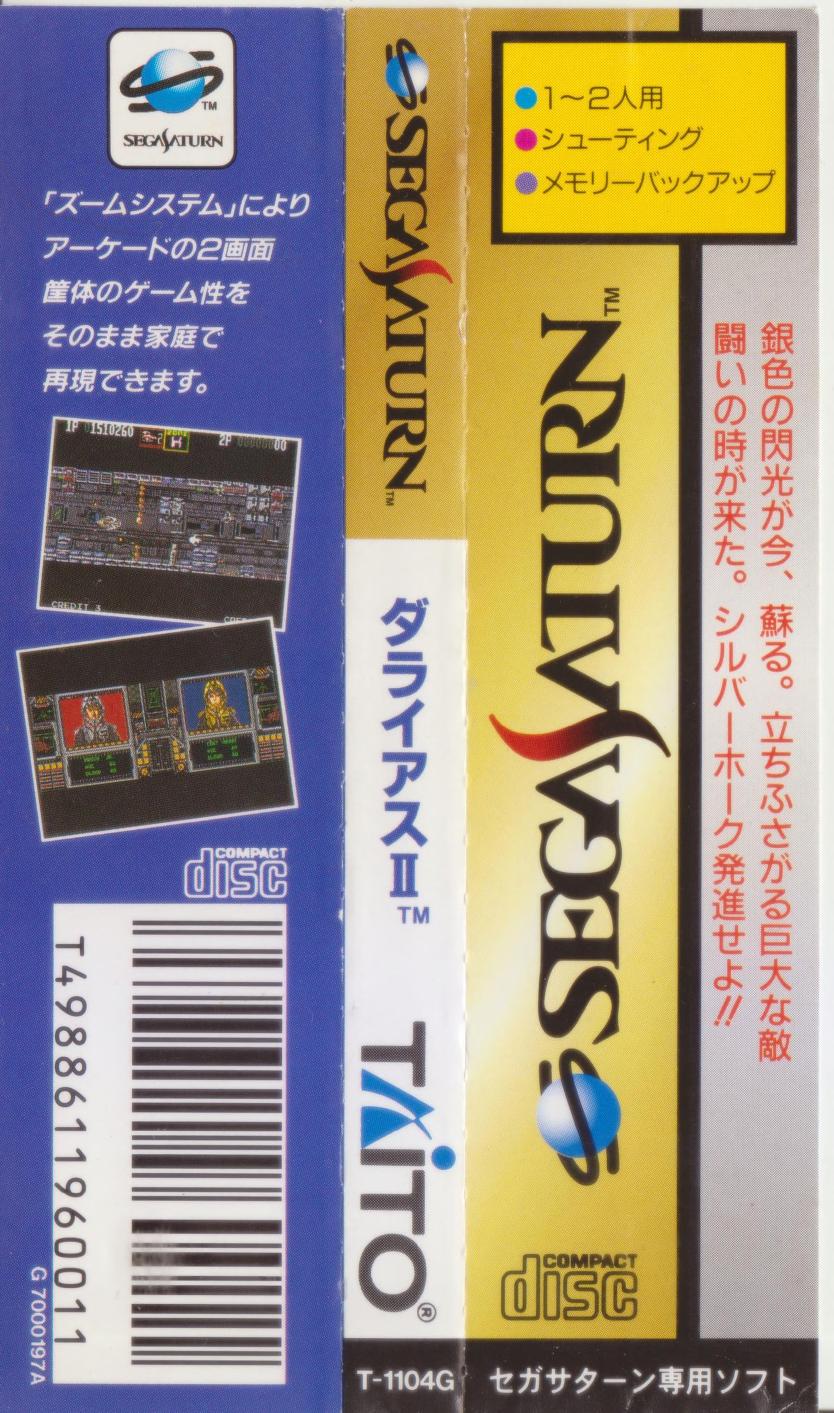 SEGA SATURN
TM
「ズームシステム」により
アーケードの2画面
筐体のゲーム性を
そのまま家庭で
再現できます。
1P 1510260
ZONE
H
2P
00
CREDIT 3
COMPACT
disc
T4988611960011
G 7000197A
SEGA SATURN
TM
ダライアスII
TM
TAITO
®
T-1104G
1〜2人用
シューティング
メモリーバックアップ
SEGA SATURN
TM
COMPACT
disc
銀色の閃光が今、蘇る。立ちふさがる巨大な敵
闘いの時が来た。シルバーホーク発進せよ!!
セガサターン専用ソフト